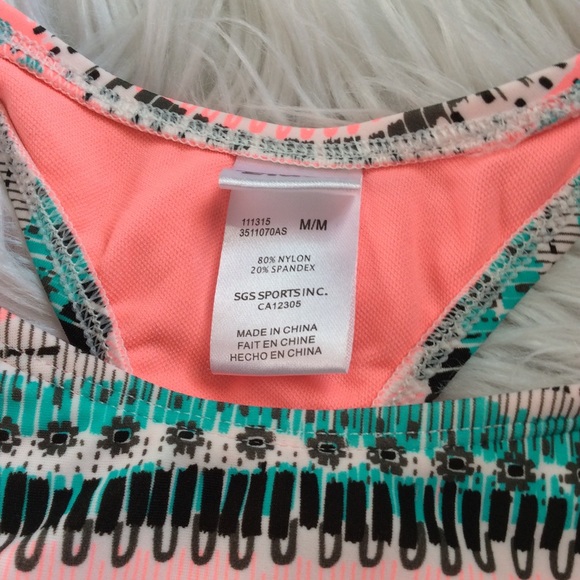 111315 M/M
3511070AS
80% NYLON
20% SPANDEX
SGS SPORTS INC.
CA12305
MADE IN CHINA
FAIT EN CHINE
HECHO EN CHINA